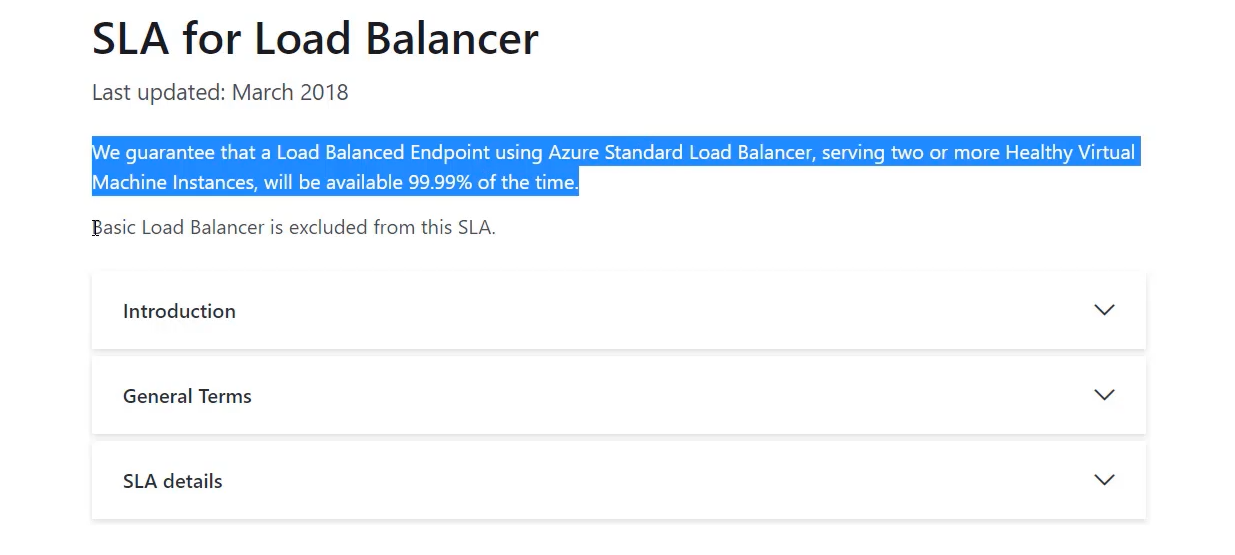 SLA for Load Balancer
Last updated: March 2018
We guarantee that a Load Balanced Endpoint using Azure Standard Load Balancer, serving two or more Healthy Virtual
Machine Instances, will be available 99.99% of the time.
Basic Load Balancer is excluded from this SLA.
Introduction
General Terms
SLA details